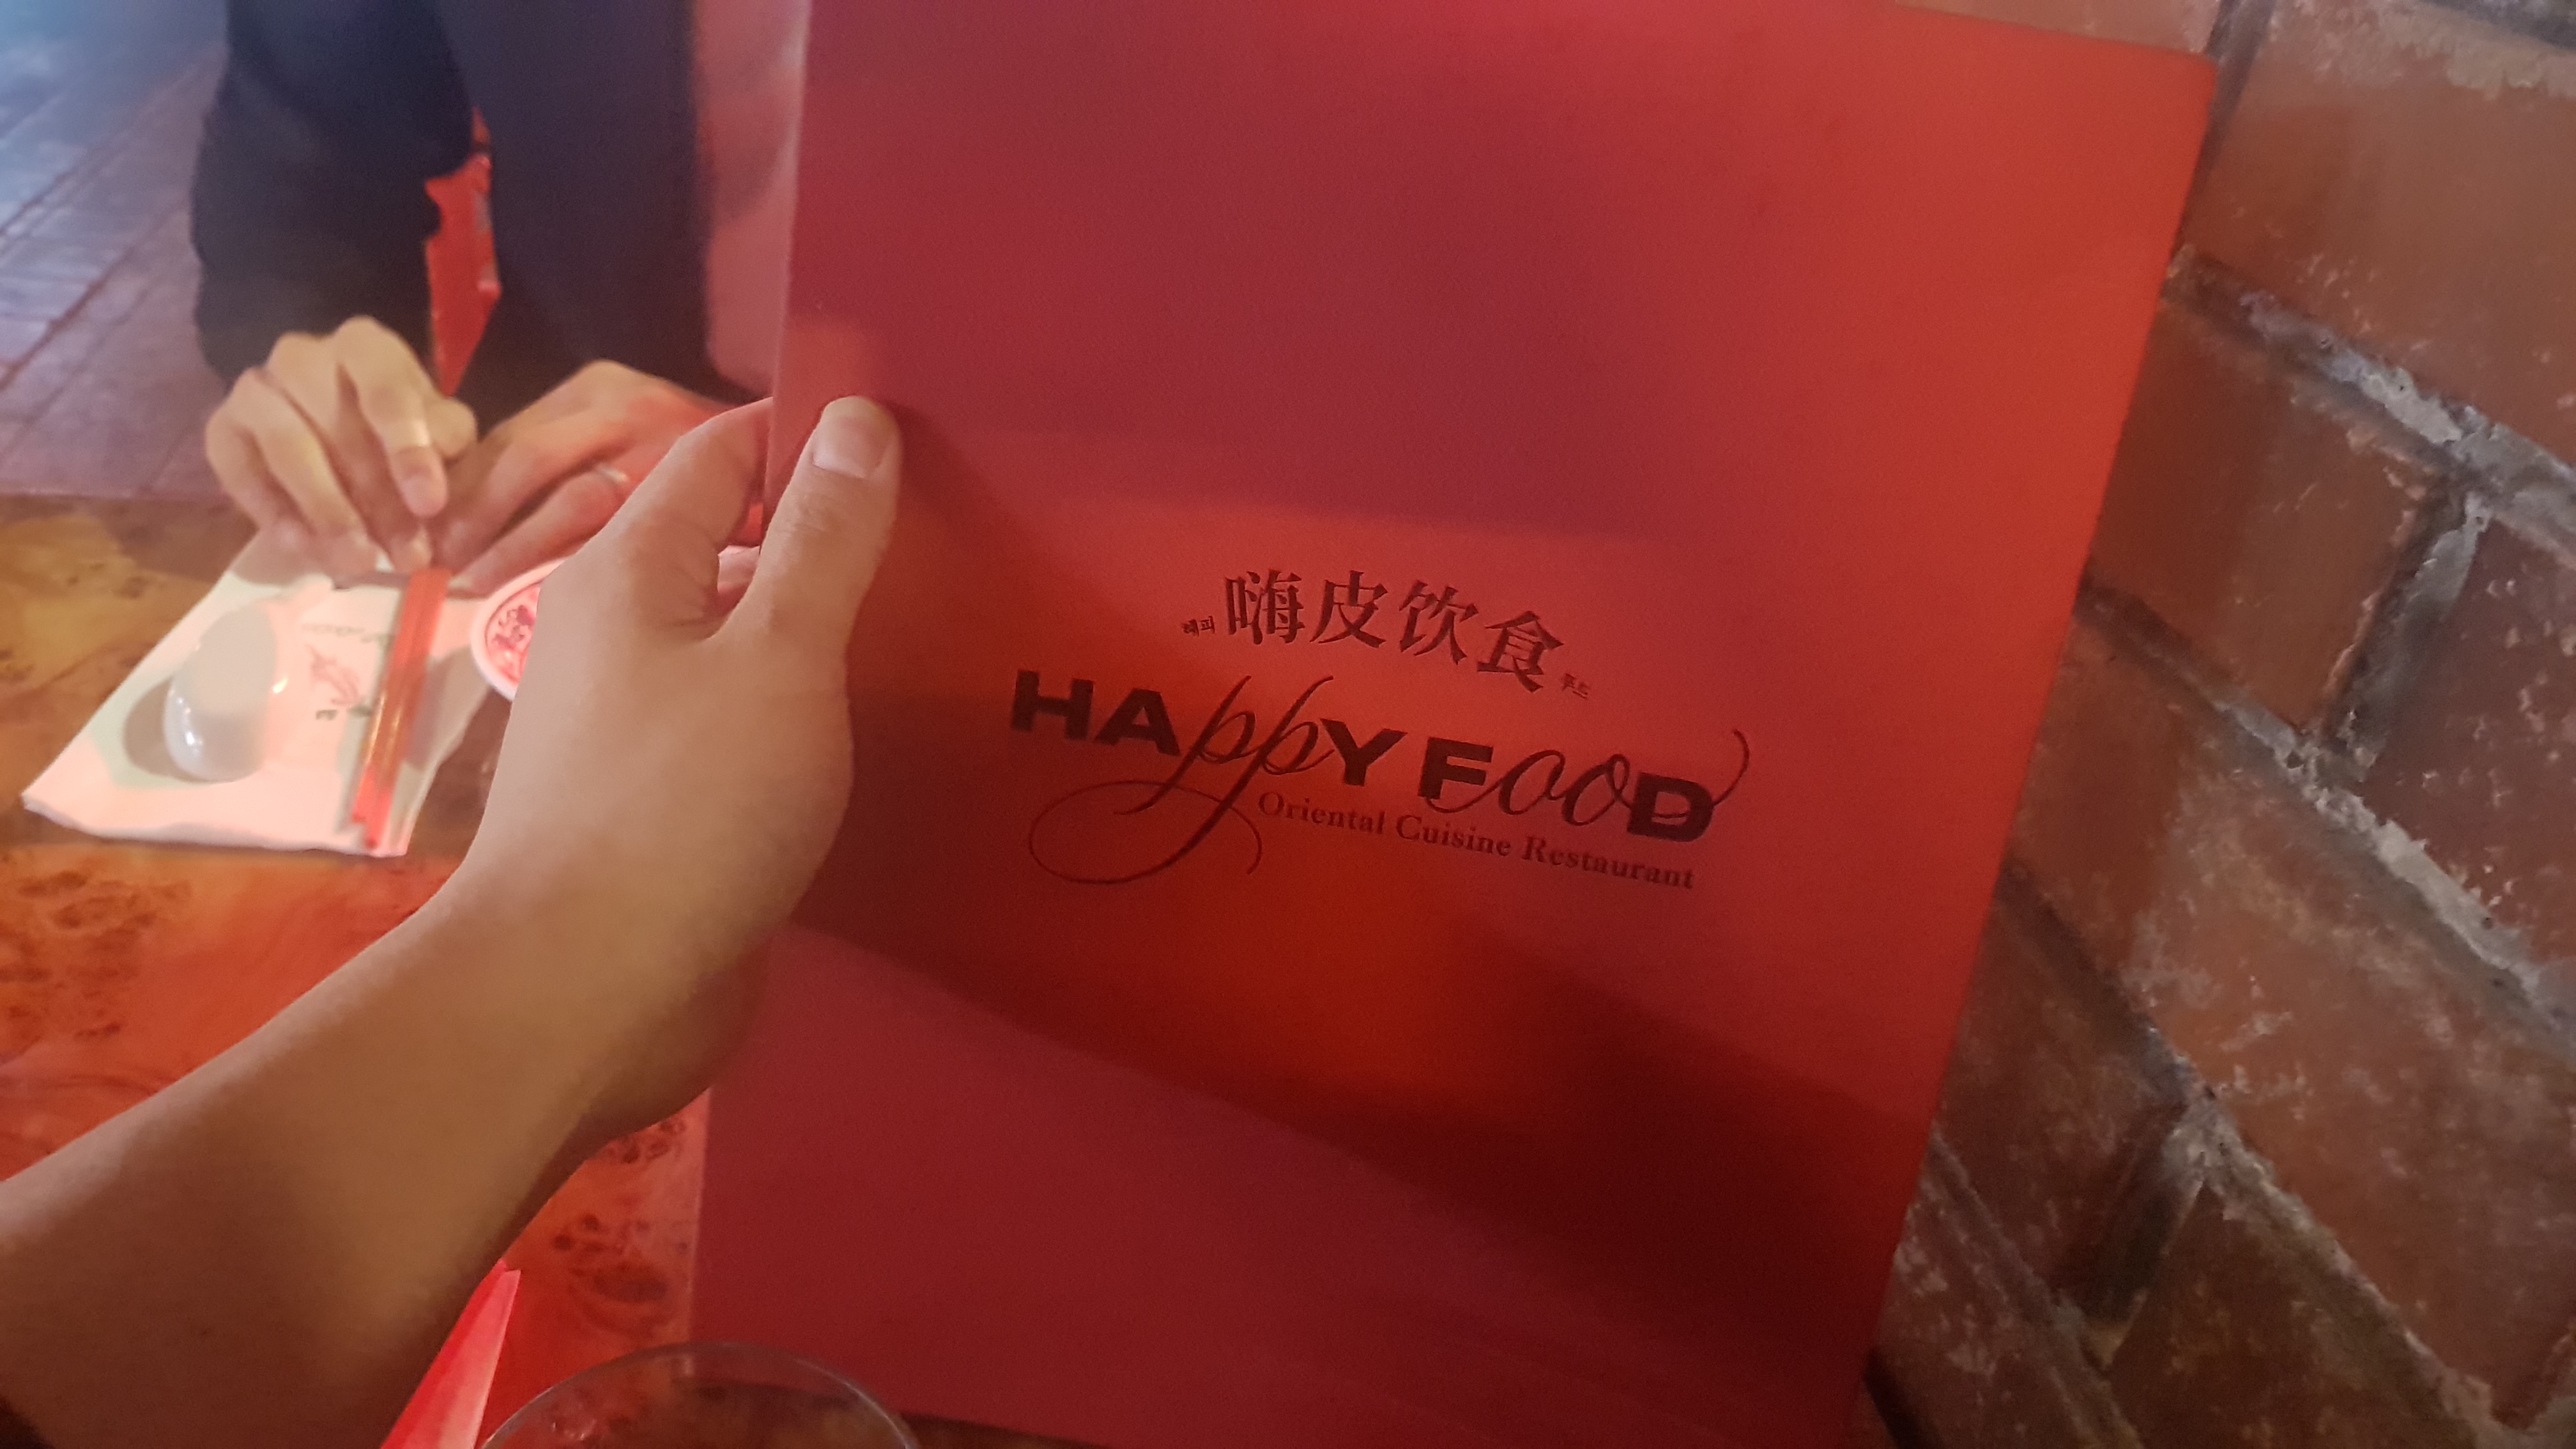 해피 嗨皮饮食 푸드
HAppY FooD
Oriental Cuisine Restaurant